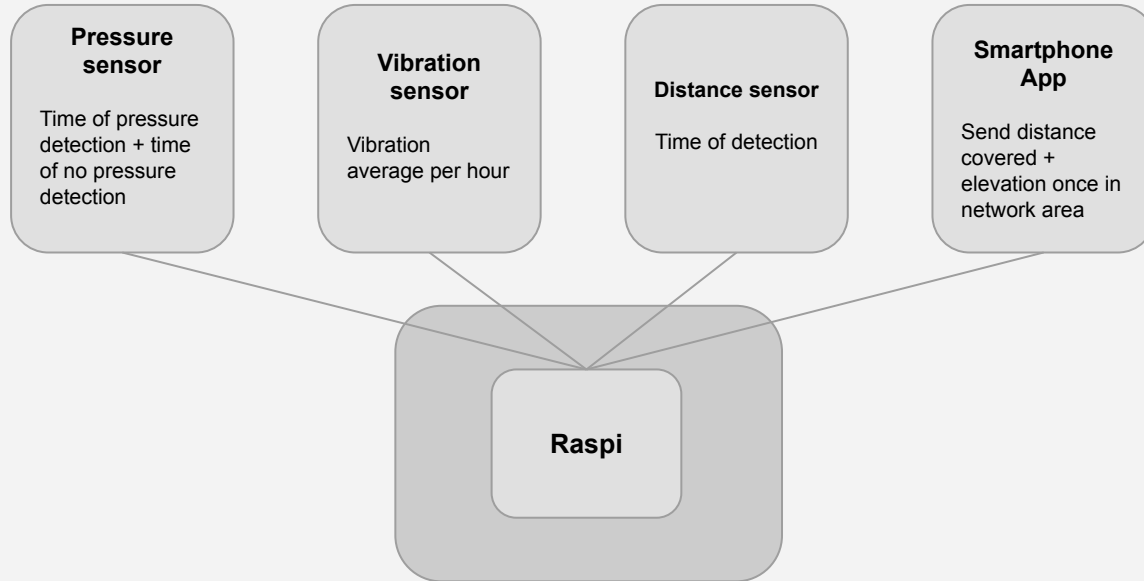 Pressure
sensor
Time of pressure
detection + time
of no pressure
detection
Vibration
sensor
Vibration
average per hour
Distance sensor
Time of detection
Smartphone
App
Send distance
covered +
elevation once in
network area
Raspi